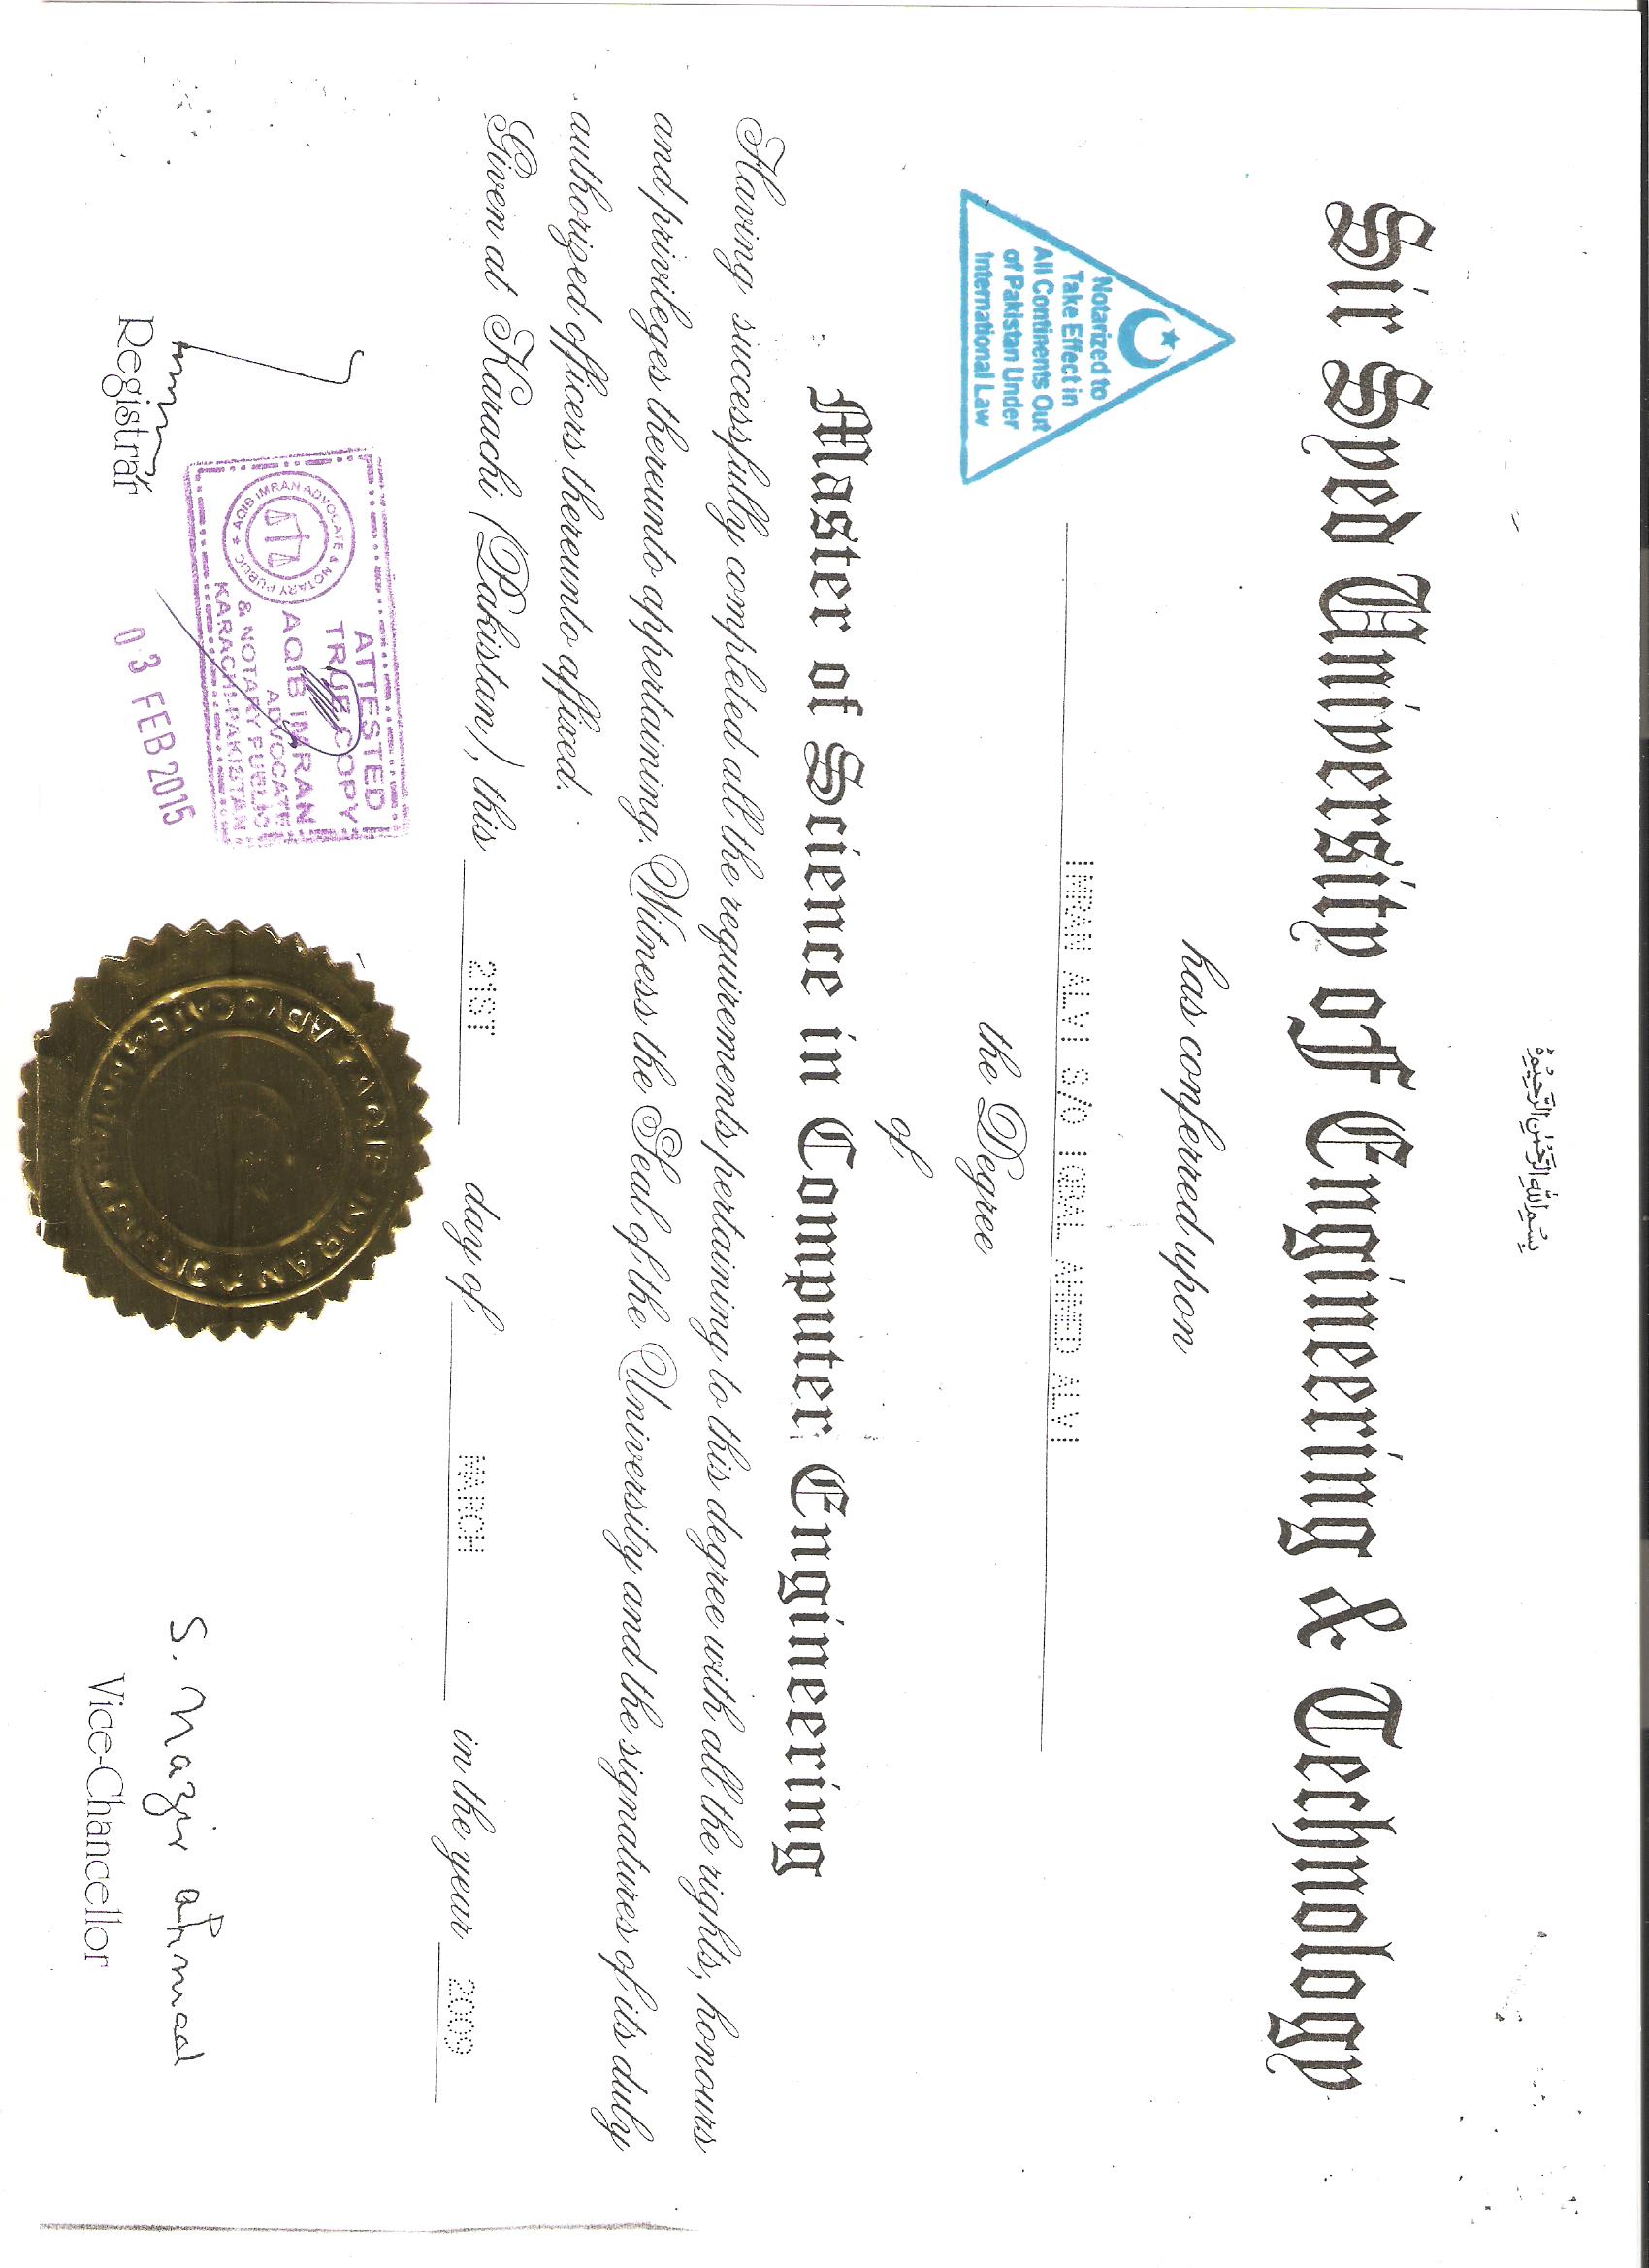 بِسْمِ اللهِ الرَّحْمٰنِ الرَّحِيْمِ
Sir Syed University of Engineering & Technology
has conferred upon
IMRAN ALVI S/O IQBAL AHMED ALVI
the Degree
of
Master of Science in Computer Engineering
Having successfully completed all the requirements pertaining to this degree with all the rights, honours
and privileges thereunto appertaining. Witness the Seal of the University and the signatures of its duly
authorized officers thereunto affixed.
Given at Karachi (Pakistan), this 21ST day of MARCH in the year 2009
Registrar
S. Nazir Ahmad
Vice-Chancellor
Notarized to
Take Effect in
All Continents Out
of Pakistan Under
International Law
ATTESTED
TRUE COPY
AQIB IMRAN
ADVOCATE
& NOTARY PUBLIC
KARACHI-PAKISTAN
AQIB IMRAN ADVOCATE & NOTARY PUBLIC
03 FEB 2015
AQIB IMRAN
ADVOCATE